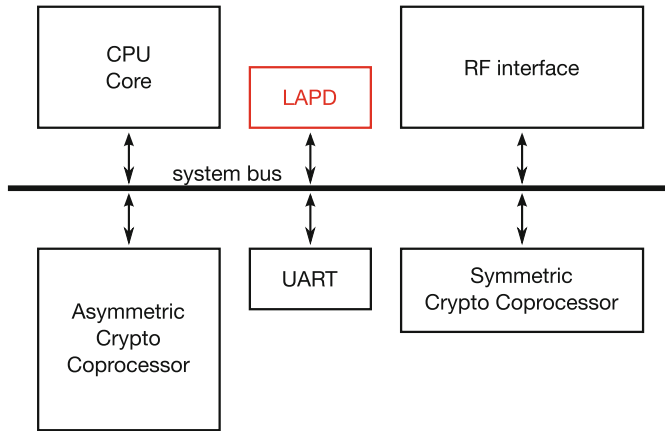 CPU
Core
LAPD
RF interface
system bus
Asymmetric
Crypto
Coprocessor
UART
Symmetric
Crypto Coprocessor